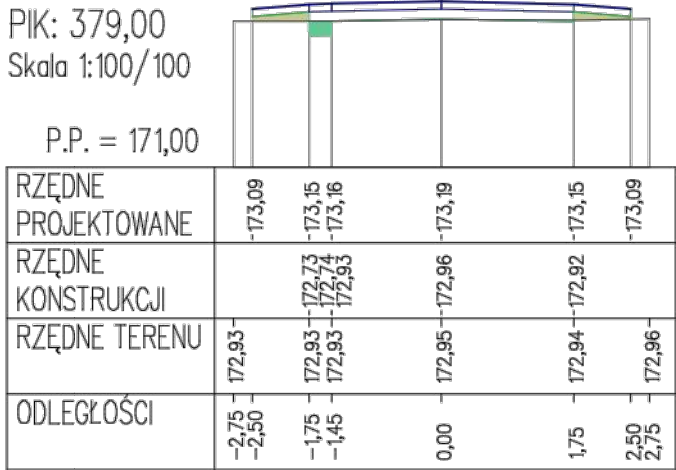 PIK: 379,00
Skala 1:100/100
P.P. = 171,00
RZĘDNE
PROJEKTOWANE
-173,09 -173,15 -173,16 -173,19 -173,15 -173,09
RZĘDNE
KONSTRUKCJI
-172,73 -172,74 -172,93 -172,96 -172,92
RZĘDNE TERENU
172,93 172,93 172,93 172,95 172,94 172,96
ODLEGŁOŚCI
-2,75 -2,50 -1,75 -1,45 0,00 1,75 2,50 2,75